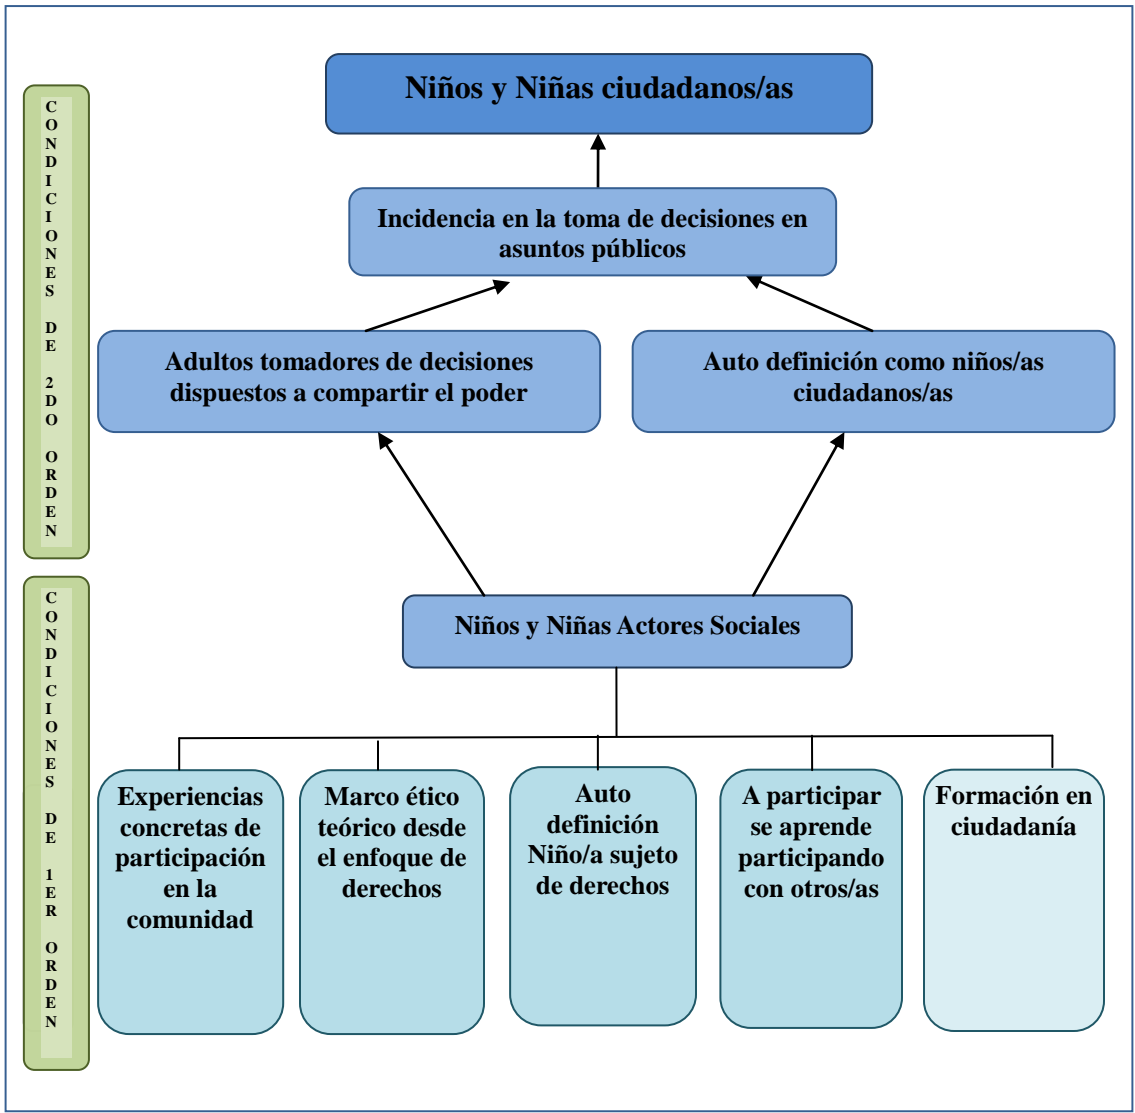 Niños y Niñas ciudadanos/as
CONDICIONES DE 2DO ORDEN
Incidencia en la toma de decisiones en
asuntos públicos
Adultos tomadores de decisiones
dispuestos a compartir el poder
Auto definición como niños/as
ciudadanos/as
CONDICIONES DE 1ER ORDEN
Niños y Niñas Actores Sociales
Experiencias
concretas de
participación
en la
comunidad
Marco ético
teórico desde
el enfoque de
derechos
Auto
definición
Niño/a sujeto
de derechos
A participar
se aprende
participando
con otros/as
Formación en
ciudadanía